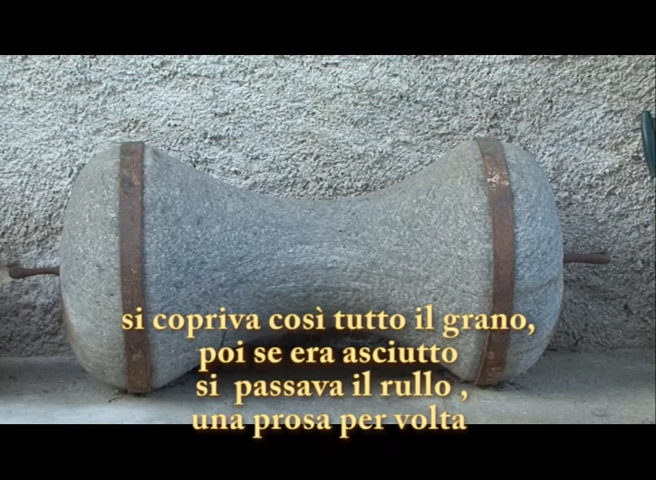 si copriva così tutto il grano,
poi se era asciutto
si passava il rullo ,
una prosa per volta